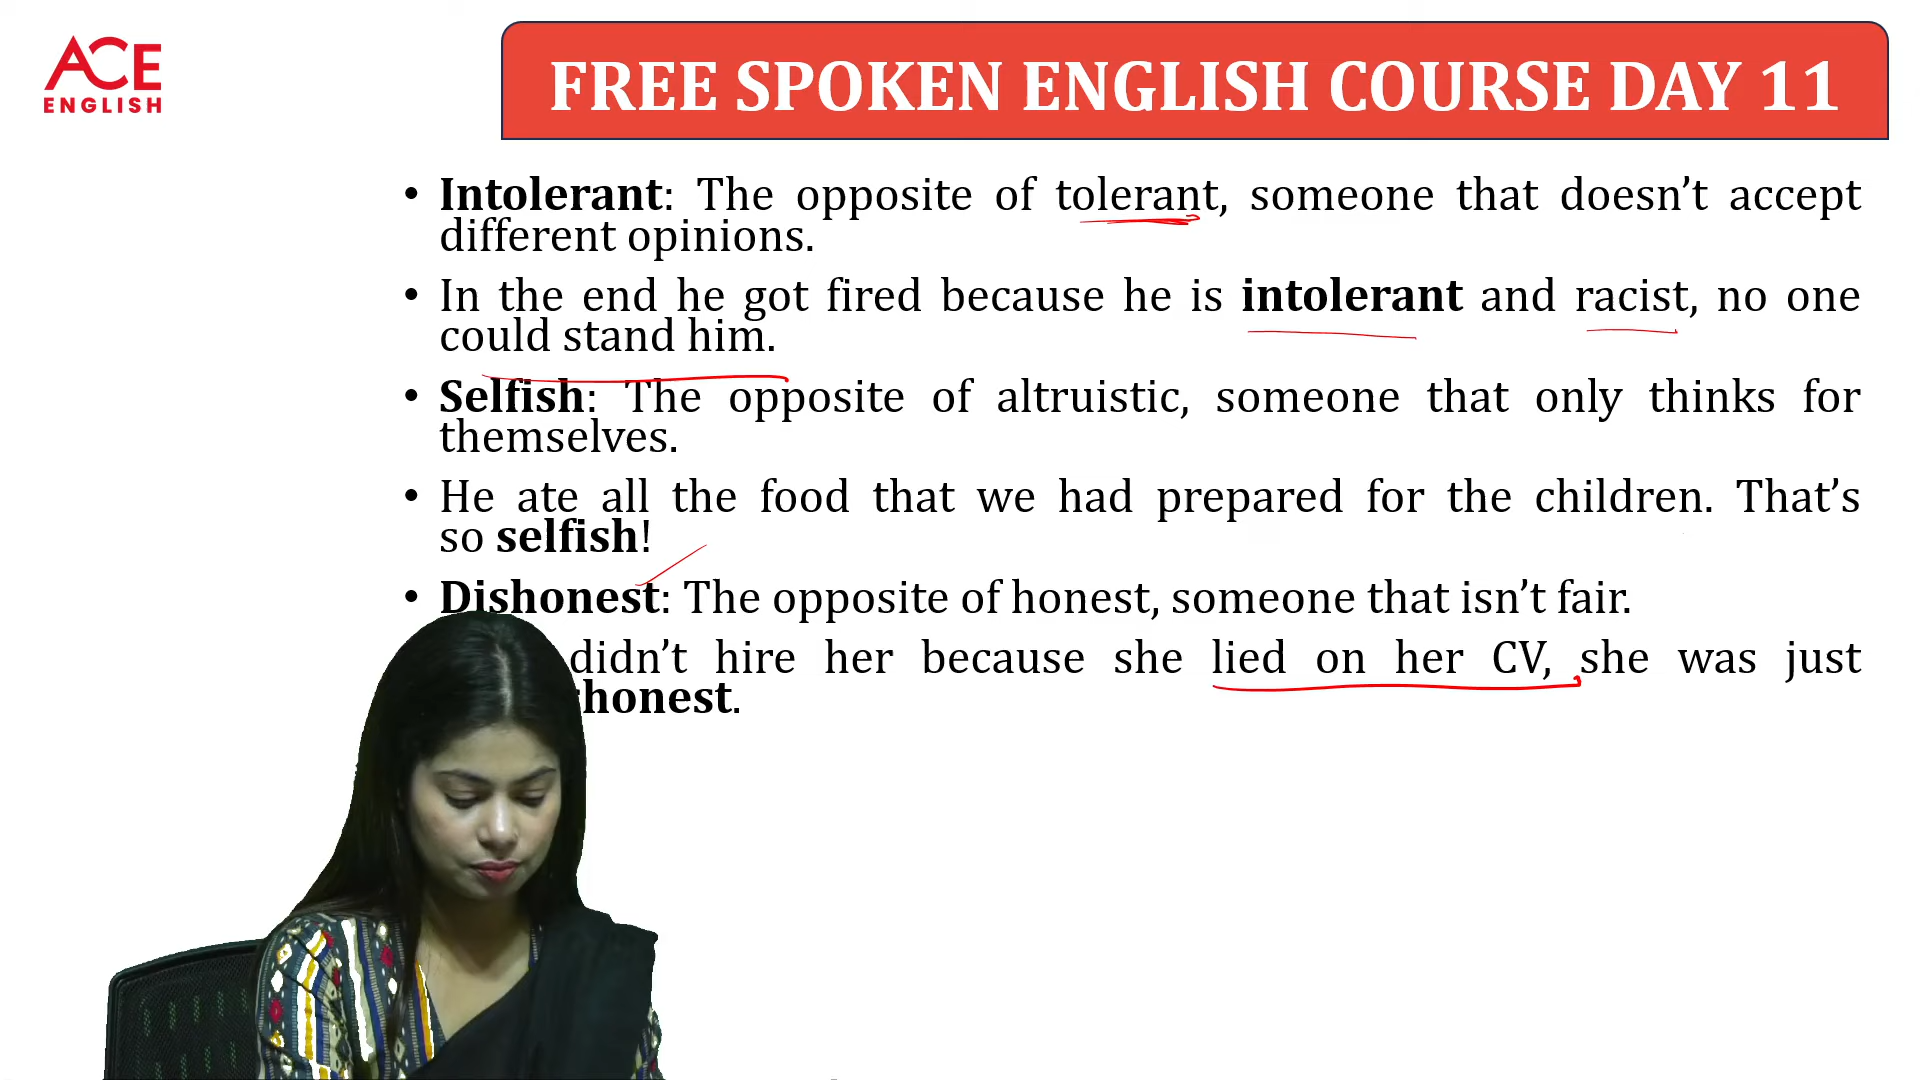 ACE
ENGLISH
FREE SPOKEN ENGLISH COURSE DAY 11
• Intolerant: The opposite of tolerant, someone that doesn’t accept
different opinions.
• In the end he got fired because he is intolerant and racist, no one
could stand him.
• Selfish: The opposite of altruistic, someone that only thinks for
themselves.
• He ate all the food that we had prepared for the children. That’s
so selfish!
• Dishonest: The opposite of honest, someone that isn’t fair.
didn’t hire her because she lied on her CV, she was just
honest.